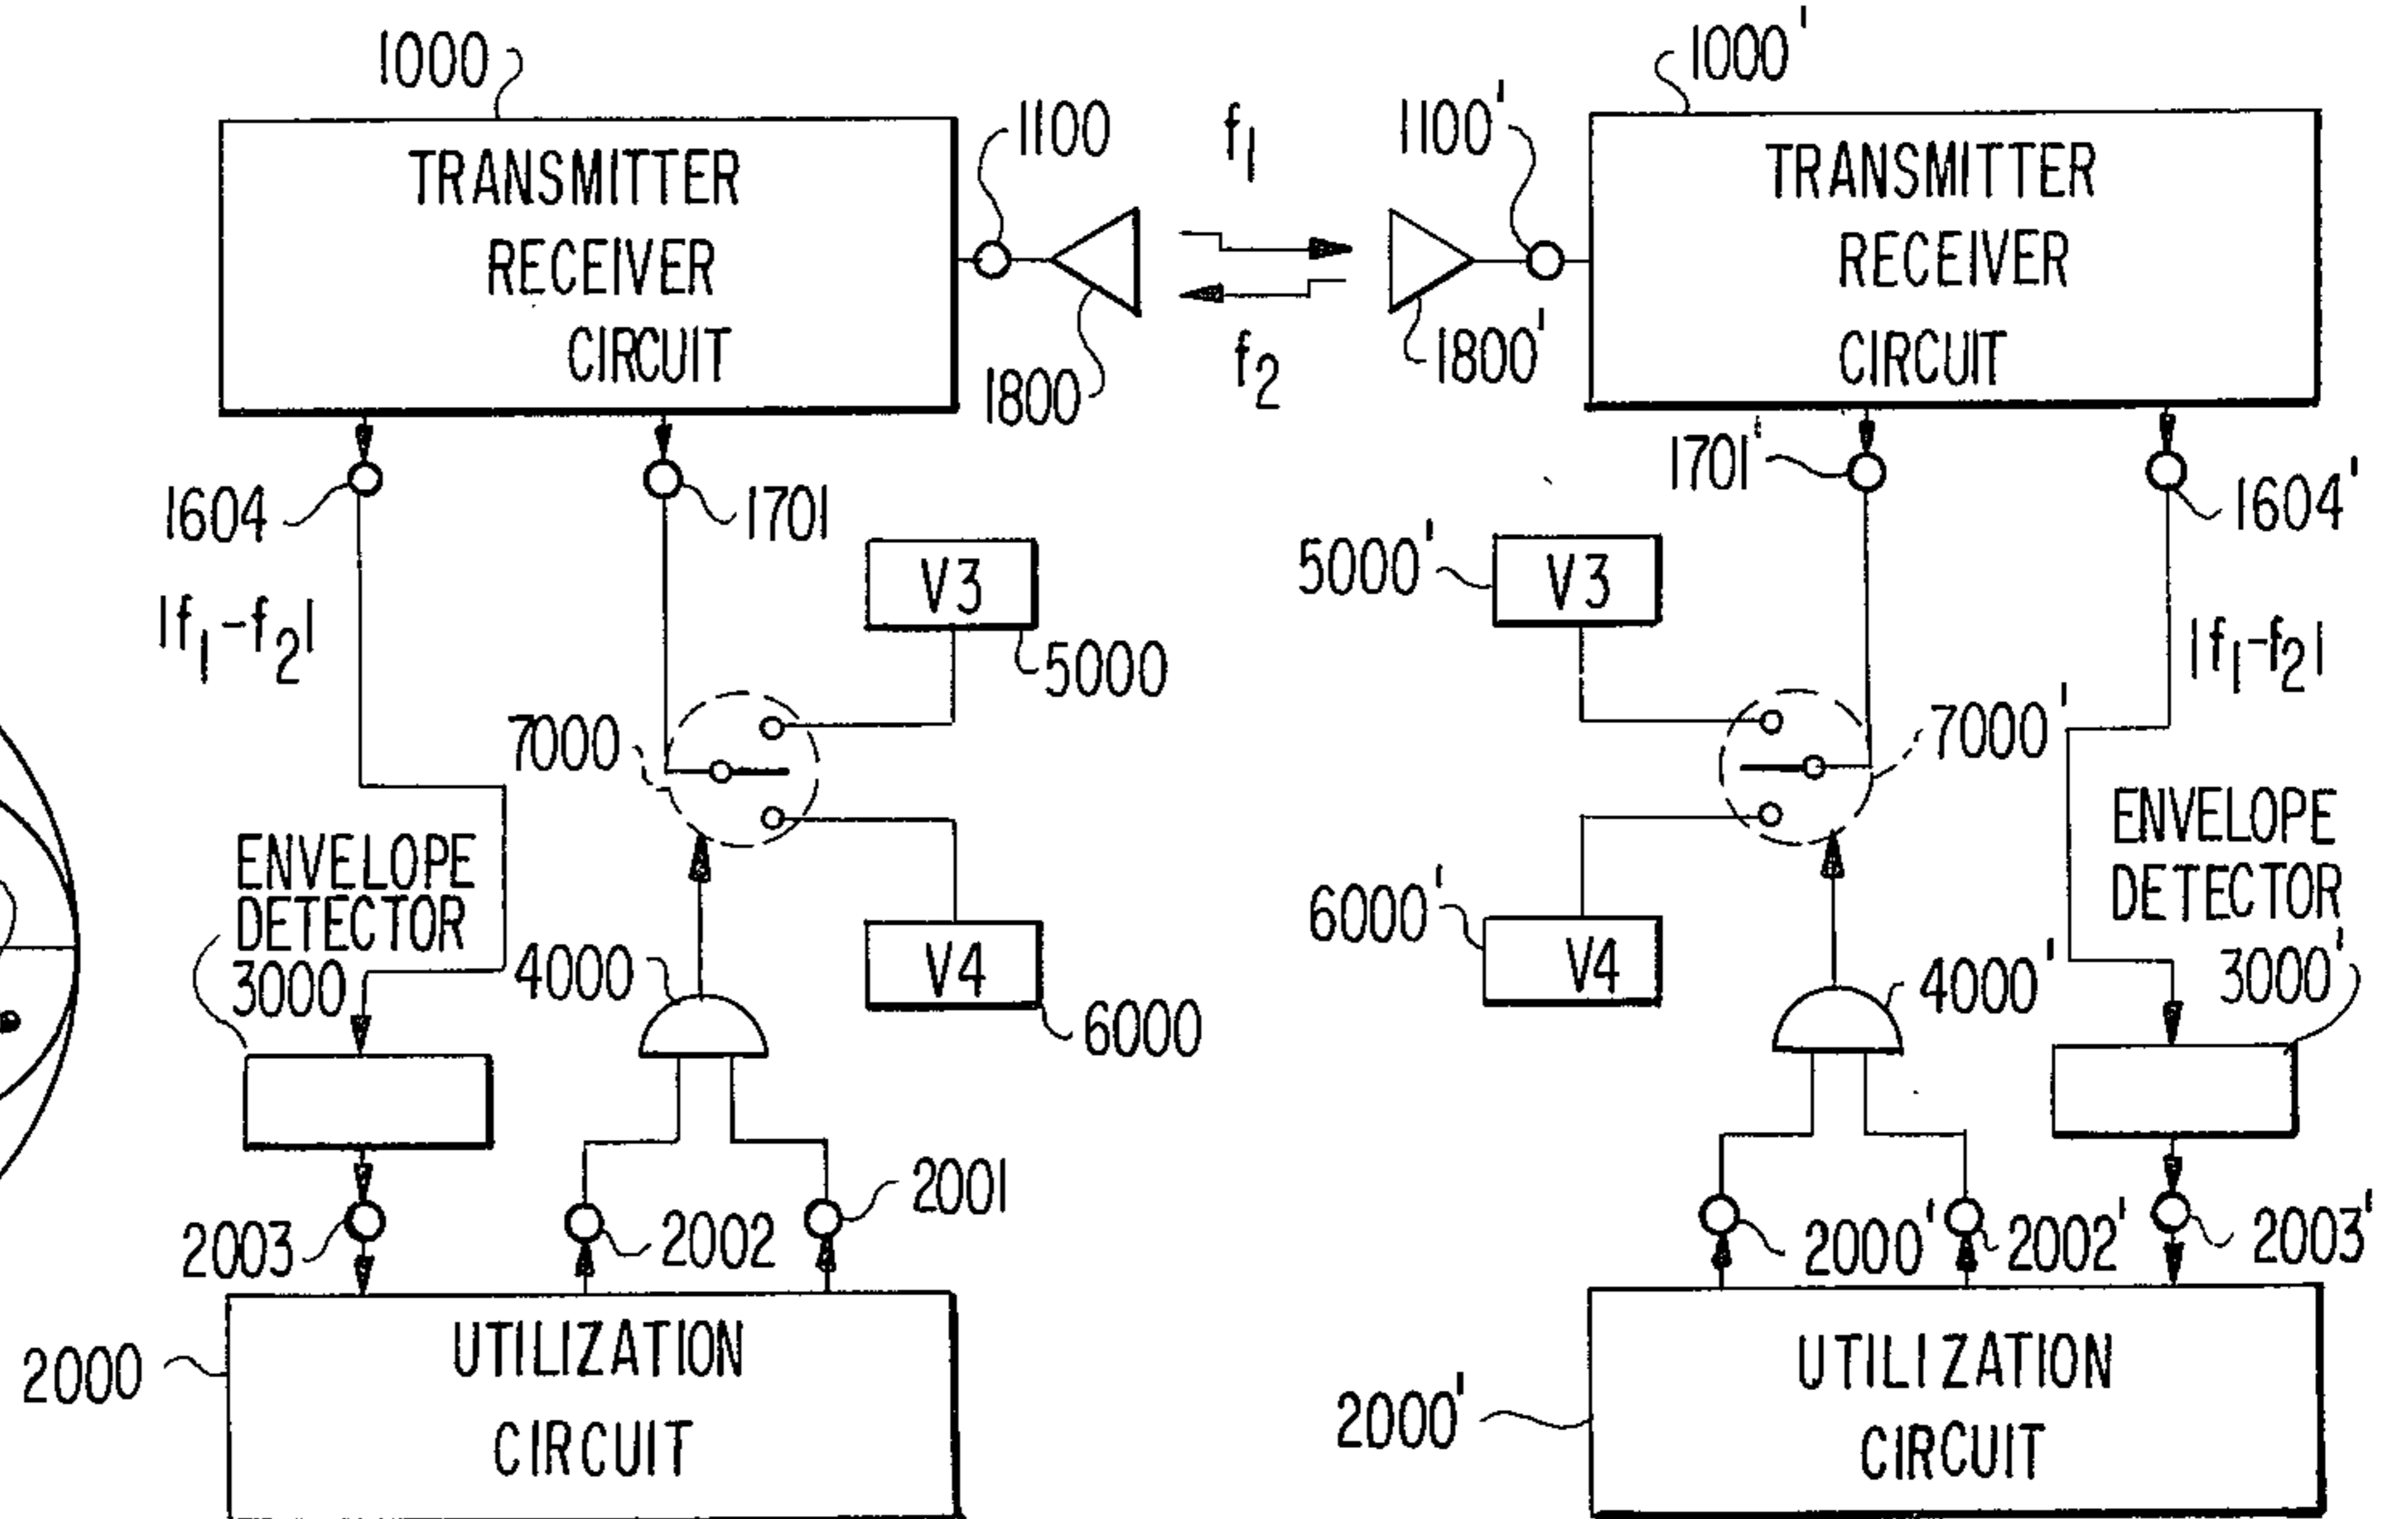 1000
1000'
TRANSMITTER
RECEIVER
CIRCUIT
1100
f1
1100'
TRANSMITTER
RECEIVER
CIRCUIT
1800
f2
1800'
1604
1701
1701'
1604'
|f1-f2|
V3
5000
5000'
V3
|f1-f2|
7000
7000'
ENVELOPE
DETECTOR
3000
4000
V4
6000
6000'
V4
4000'
ENVELOPE
DETECTOR
3000'
2003
2002
2001
2000'
2002'
2003'
2000
UTILIZATION
CIRCUIT
2000'
UTILIZATION
CIRCUIT